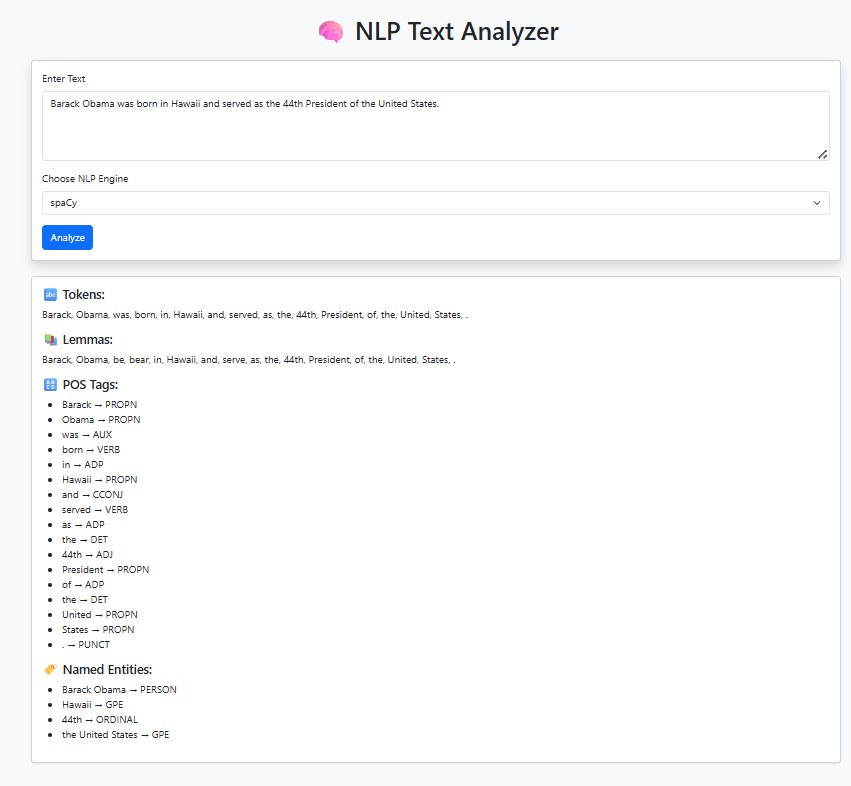 NLP Text Analyzer
Enter Text
Barack Obama was born in Hawaii and served as the 44th President of the United States.
Choose NLP Engine
spaCy
Analyze
Tokens:
Barack, Obama, was, born, in, Hawaii, and, served, as, the, 44th, President, of, the, United, States, .
Lemmas:
Barack, Obama, be, bear, in, Hawaii, and, serve, as, the, 44th, President, of, the, United, States, .
POS Tags:
• Barack → PROPN
• Obama → PROPN
• was → AUX
• born → VERB
• in → ADP
• Hawaii → PROPN
• and → CCONJ
• served → VERB
• as → ADP
• the → DET
• 44th → ADJ
• President → PROPN
• of → ADP
• the → DET
• United → PROPN
• States → PROPN
• . → PUNCT
Named Entities:
• Barack Obama → PERSON
• Hawaii → GPE
• 44th → ORDINAL
• the United States → GPE